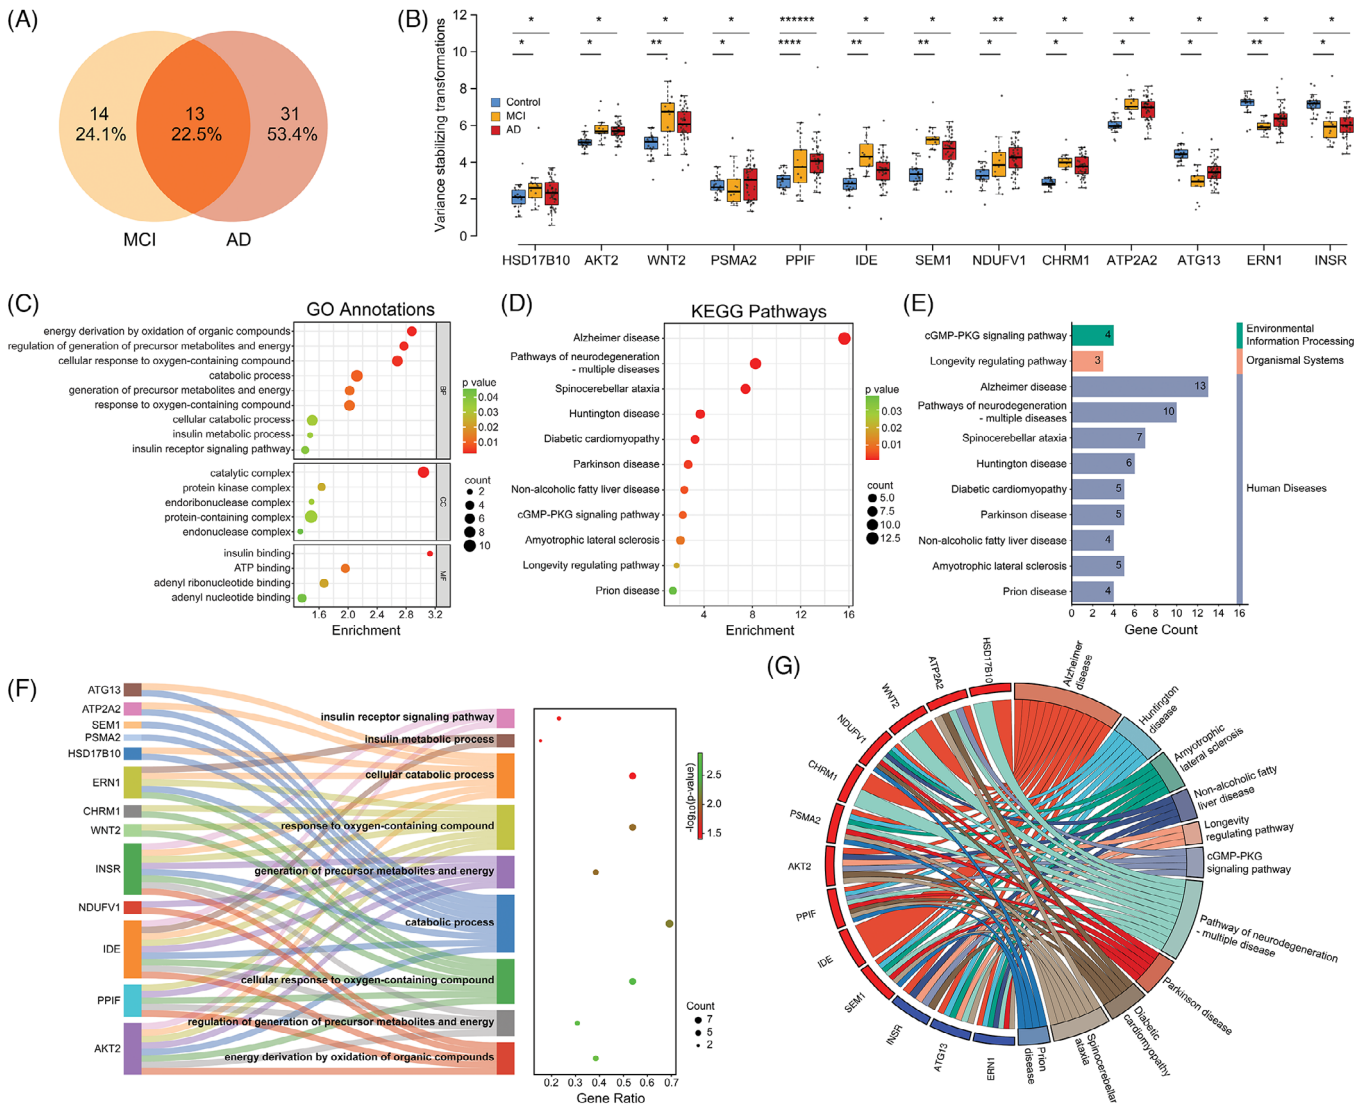 (A)
14
24.1%
13
22.5%
31
53.4%
MCI
AD
(B)
Variance stabilizing transformations
12
10
8
6
4
2
0
Control
MCI
AD
* * * * ****** * * ** * * * * *
* * ** * **** ** ** * * * * ** *
HSD17B10 AKT2 WNT2 PSMA2 PPIF IDE SEM1 NDUFV1 CHRM1 ATP2A2 ATG13 ERN1 INSR
(C)
GO Annotations
energy derivation by oxidation of organic compounds
regulation of generation of precursor metabolites and energy
cellular response to oxygen-containing compound
catabolic process
generation of precursor metabolites and energy
response to oxygen-containing compound
cellular catabolic process
insulin metabolic process
insulin receptor signaling pathway
BP
catalytic complex
protein kinase complex
endoribonuclease complex
protein-containing complex
endonuclease complex
CC
insulin binding
ATP binding
adenyl ribonucleotide binding
adenyl nucleotide binding
MF
1.6 2.0 2.4 2.8 3.2
Enrichment
p value
0.04
0.03
0.02
0.01
count
2
4
6
8
10
(D)
KEGG Pathways
Alzheimer disease
Pathways of neurodegeneration
- multiple diseases
Spinocerebellar ataxia
Huntington disease
Diabetic cardiomyopathy
Parkinson disease
Non-alcoholic fatty liver disease
cGMP-PKG signaling pathway
Amyotrophic lateral sclerosis
Longevity regulating pathway
Prion disease
4 8 12 16
Enrichment
p value
0.03
0.02
0.01
count
5.0
7.5
10.0
12.5
(E)
cGMP-PKG signaling pathway 4
Longevity regulating pathway 3
Alzheimer disease 13
Pathways of neurodegeneration
- multiple diseases 10
Spinocerebellar ataxia 7
Huntington disease 6
Diabetic cardiomyopathy 5
Parkinson disease 5
Non-alcoholic fatty liver disease 4
Amyotrophic lateral sclerosis 5
Prion disease 4
0 2 4 6 8 10 12 14 16
Gene Count
Environmental
Information Processing
Organismal Systems
Human Diseases
(F)
ATG13
ATP2A2
SEM1
PSMA2
HSD17B10
ERN1
CHRM1
WNT2
INSR
NDUFV1
IDE
PPIF
AKT2
insulin receptor signaling pathway
insulin metabolic process
cellular catabolic process
response to oxygen-containing compound
generation of precursor metabolites and energy
catabolic process
cellular response to oxygen-containing compound
regulation of generation of precursor metabolites and energy
energy derivation by oxidation of organic compounds
0.2 0.3 0.4 0.5 0.6 0.7
Gene Ratio
-log10(p-value)
2.5
2.0
1.5
Count
7
5
2
(G)
HSD17B10
ATP2A2
WNT2
NDUFV1
CHRM1
PSMA2
AKT2
PPIF
IDE
SEM1
INSR
ATG13
ERN1
Alzheimer
disease
Huntington
disease
Amyotrophic
lateral sclerosis
Non-alcoholic fatty
liver disease
Longevity
regulating pathway
cGMP-PKG
signaling pathway
Pathway of neurodegeneration
- multiple disease
Parkinson disease
Diabetic
cardiomyopathy
Spinocerebellar
ataxia
Prion
disease